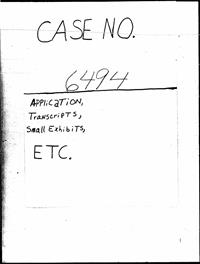 CASE NO.
6494
APPLICATION,
TRANSCRIPTS,
Small ExhibiTs,
ETC.